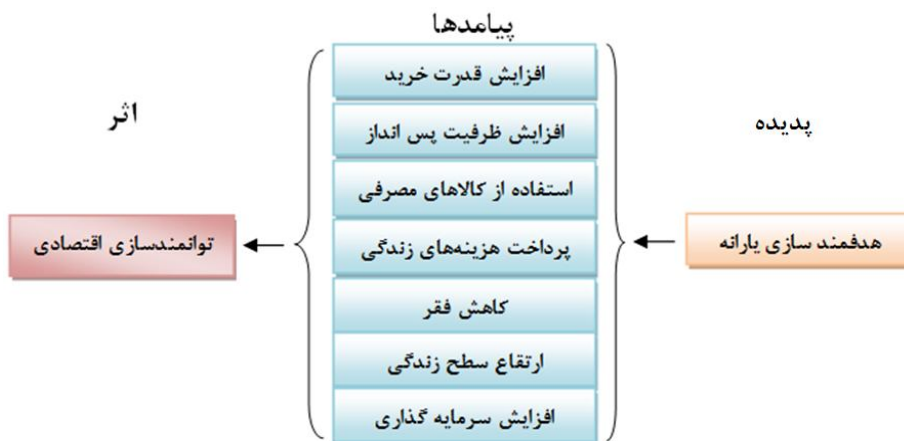 پیامدها
پدیده
اثر
هدفمند سازی یارانه
افزایش قدرت خرید
افزایش ظرفیت پس انداز
استفاده از کالاهای مصرفی
پرداخت هزینه‌های زندگی
کاهش فقر
ارتقاع سطح زندگی
افزایش سرمایه گذاری
توانمندسازی اقتصادی